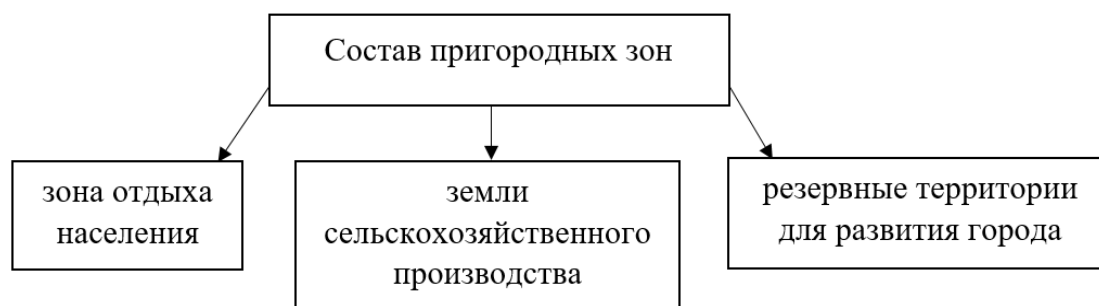 Состав пригородных зон
зона отдыха
населения
земли
сельскохозяйственного
производства
резервные территории
для развития города